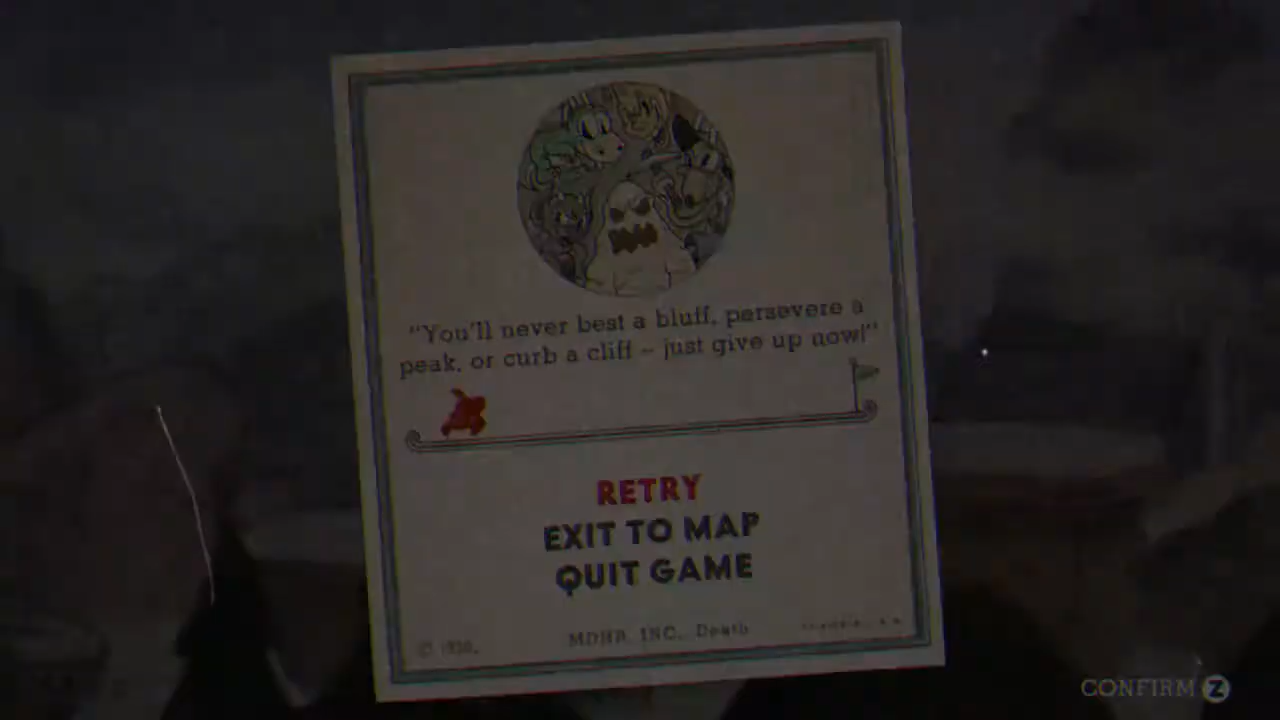 “You'll never best a bluff, persevere a
peak, or curb a cliff – just give up now!”
RETRY
EXIT TO MAP
QUIT GAME
© 1930,
MDHR, INC., Death
CONFIRM Z